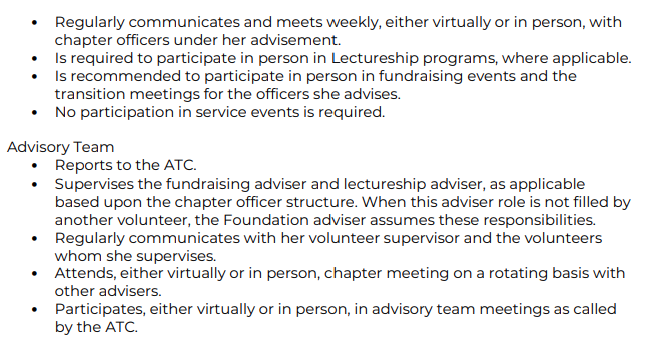 • Regularly communicates and meets weekly, either virtually or in person, with
chapter officers under her advisement.
• Is required to participate in person in Lectureship programs, where applicable.
• Is recommended to participate in person in fundraising events and the
transition meetings for the officers she advises.
• No participation in service events is required.
Advisory Team
• Reports to the ATC.
• Supervises the fundraising adviser and lectureship adviser, as applicable
based upon the chapter officer structure. When this adviser role is not filled by
another volunteer, the Foundation adviser assumes these responsibilities.
• Regularly communicates with her volunteer supervisor and the volunteers
whom she supervises.
• Attends, either virtually or in person, chapter meeting on a rotating basis with
other advisers.
• Participates, either virtually or in person, in advisory team meetings as called
by the ATC.